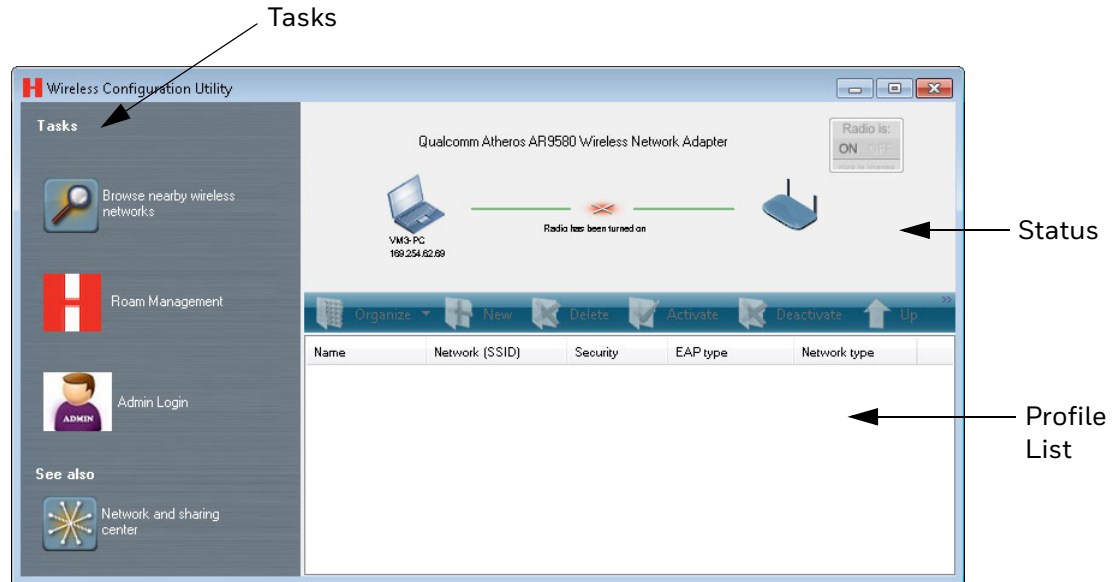 Tasks
Wireless Configuration Utility
Tasks
Browse nearby wireless
networks
Roam Management
ADMIN
Admin Login
See also
Network and sharing
center
Qualcomm Atheros AR9580 Wireless Network Adapter
Radio is:
ON OFF
VM3-PC
169.254.62.69
Radio has been turned on
Status
Organize New Delete Activate Deactivate Up
Name Network (SSID) Security EAP type Network type
Profile
List